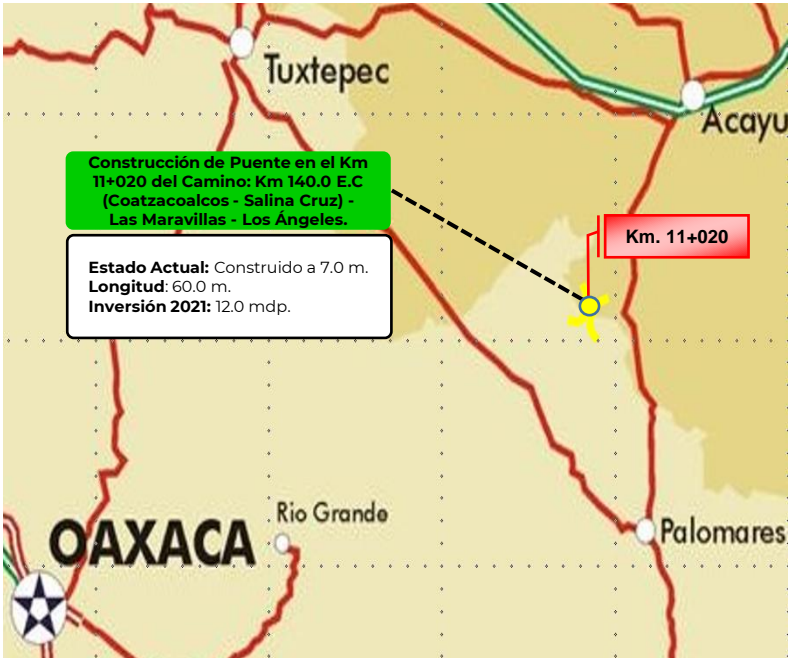 Tuxtepec
Acayu
Construcción de Puente en el Km
11+020 del Camino: Km 140.0 E.C
(Coatzacoalcos - Salina Cruz) -
Las Maravillas - Los Ángeles.
Km. 11+020
Estado Actual: Construido a 7.0 m.
Longitud: 60.0 m.
Inversión 2021: 12.0 mdp.
Rio Grande
OAXACA
Palomares